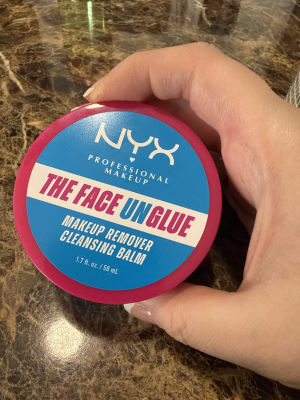 NYX
PROFESSIONAL
MAKEUP
THE FACE UNGLUE
MAKEUP REMOVER
CLEANSING BALM
1.7 fl. oz. / 50 mL